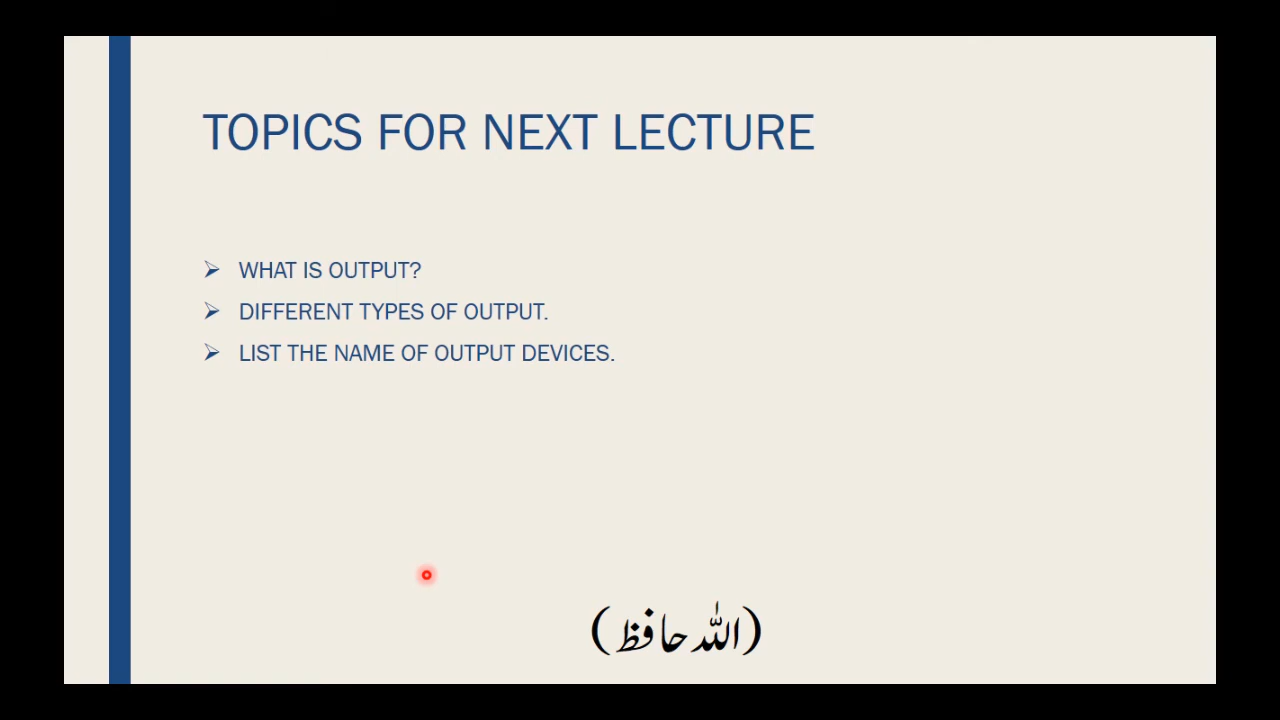 TOPICS FOR NEXT LECTURE
WHAT IS OUTPUT?
DIFFERENT TYPES OF OUTPUT.
LIST THE NAME OF OUTPUT DEVICES.
(اللہ حافظ)